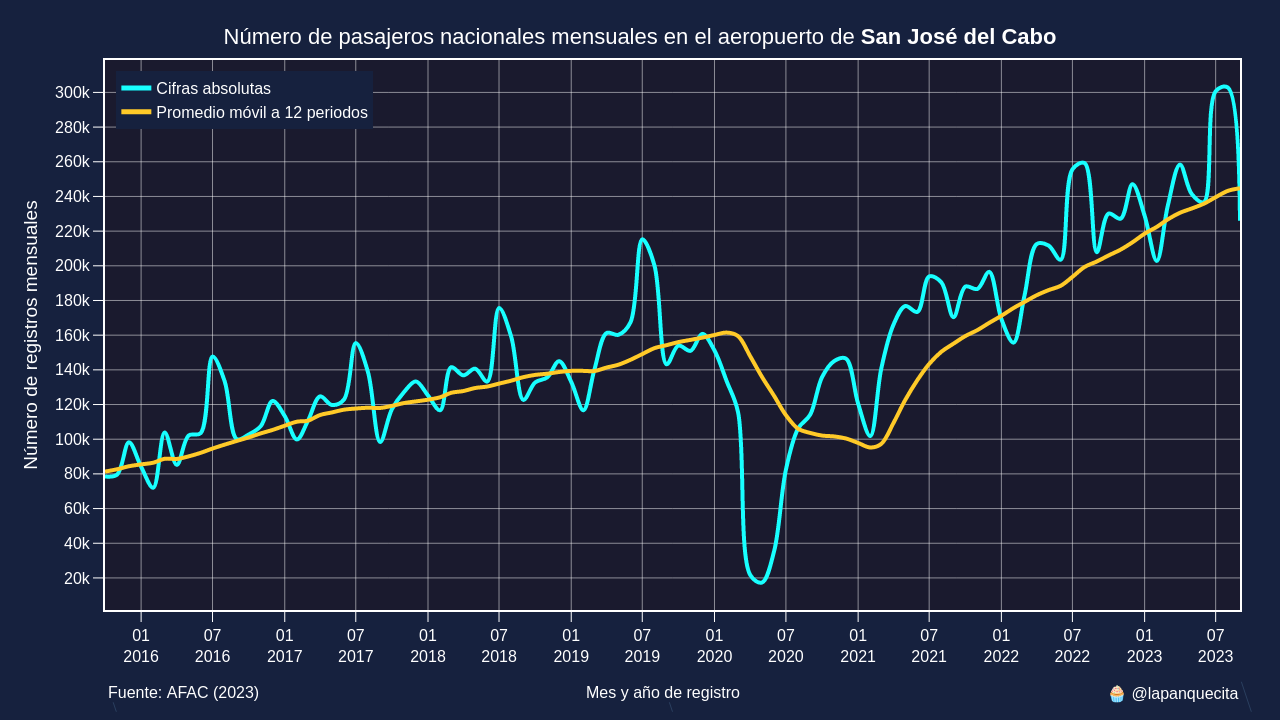 Número de pasajeros nacionales mensuales en el aeropuerto de San José del Cabo
Cifras absolutas
Promedio móvil a 12 periodos
Número de registros mensuales
300k
280k
260k
240k
220k
200k
180k
160k
140k
120k
100k
80k
60k
40k
20k
01 07 01 07 01 07 01 07 01 07 01 07 01 07 01 07
2016 2016 2017 2017 2018 2018 2019 2019 2020 2020 2021 2021 2022 2022 2023 2023
Fuente: AFAC (2023) Mes y año de registro 🧁 @lapanquecita